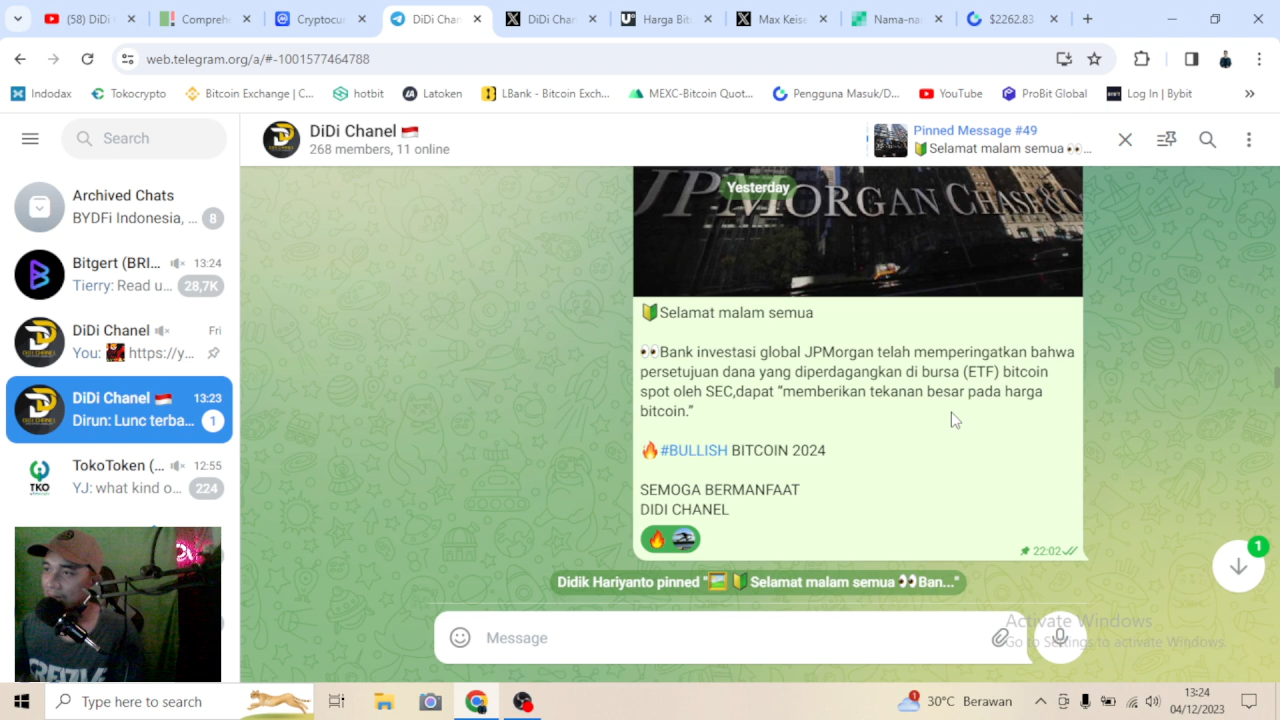 (58) DiDi C
Comprehe
Cryptocur
DiDi Chan
DiDi Chan
Harga Bit
Max Keise
Nama-na
$2262.83
web.telegram.org/a/#-1001577464788
Indodax
Tokocrypto
Bitcoin Exchange | C...
hotbit
Latoken
LBank - Bitcoin Exch...
MEXC-Bitcoin Quot...
Pengguna Masuk/D...
YouTube
ProBit Global
Log In | Bybit
Search
DiDi Chanel 🇮🇩
268 members, 11 online
Pinned Message #49
🔰Selamat malam semua 👀...
Archived Chats
BYDFi Indonesia, ... 8
Bitgert (BRI... 13:24
Tierry: Read u... 28,7K
DiDi Chanel Fri
You: https://y...
DiDi Chanel 🇮🇩 13:23
Dirun: Lunc terba... 1
TokoToken (... 12:55
YJ: what kind o... 224
TKO
Yesterday
JPMORGAN CHASE & CO
🔰Selamat malam semua
👀Bank investasi global JPMorgan telah memperingatkan bahwa
persetujuan dana yang diperdagangkan di bursa (ETF) bitcoin
spot oleh SEC,dapat “memberikan tekanan besar pada harga
bitcoin.”
🔥#BULLISH BITCOIN 2024
SEMOGA BERMANFAAT
DIDI CHANEL
22:02
Didik Hariyanto pinned "🖼️ 🔰Selamat malam semua 👀Ban..."
1
Message
Activate Windows
Go to Settings to activate Windows.
Type here to search
30°C Berawan
13:24
04/12/2023